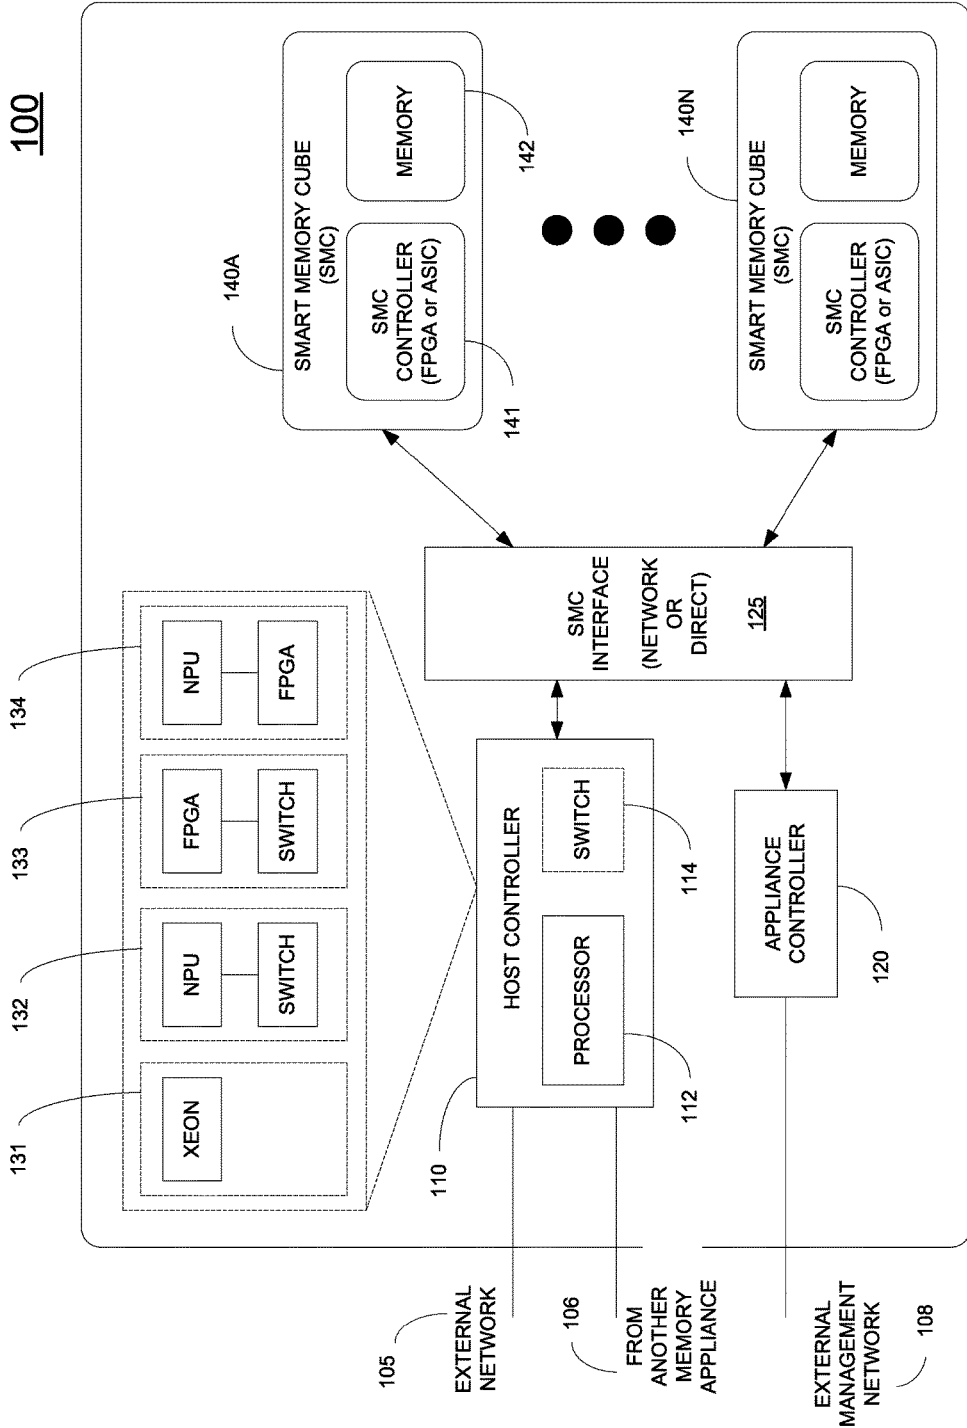 100
134
133
132
131
NPU
FPGA
FPGA
SWITCH
NPU
SWITCH
XEON
110
HOST CONTROLLER
PROCESSOR
SWITCH
112
114
105
EXTERNAL
NETWORK
106
FROM
ANOTHER
MEMORY
APPLIANCE
APPLIANCE
CONTROLLER
120
EXTERNAL
MANAGEMENT
NETWORK
108
SMC
INTERFACE
(NETWORK
OR
DIRECT)
125
140A
SMART MEMORY CUBE
(SMC)
SMC
CONTROLLER
(FPGA or ASIC)
MEMORY
141
142
140N
SMART MEMORY CUBE
(SMC)
SMC
CONTROLLER
(FPGA or ASIC)
MEMORY